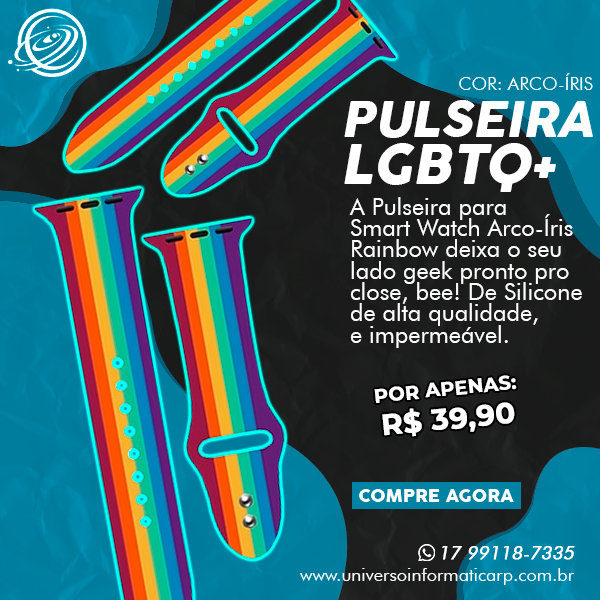 COR: ARCO-ÍRIS
PULSEIRA
LGBTQ+
A Pulseira para
Smart Watch Arco-Íris
Rainbow deixa o seu
lado geek pronto pro
close, bee! De Silicone
de alta qualidade,
e impermeável.
POR APENAS:
R$ 39,90
COMPRE AGORA
17 99118-7335
www.universoinformaticarp.com.br